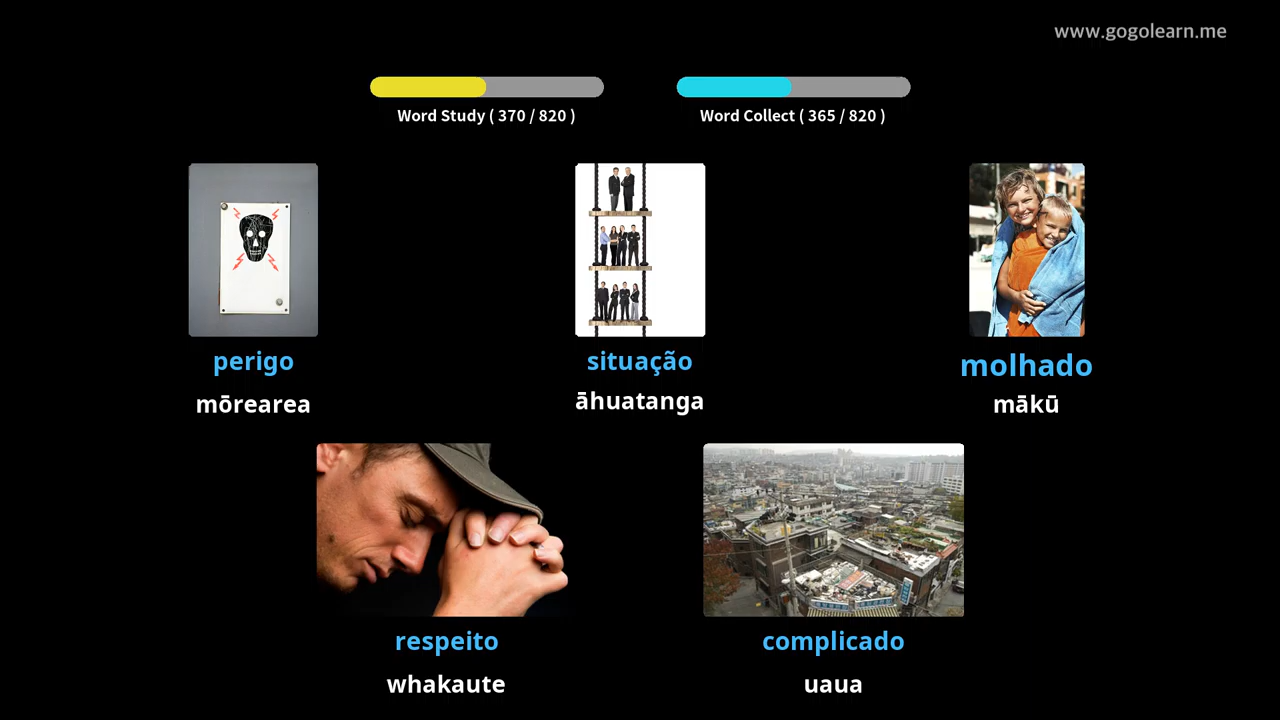 www.gogolearn.me
Word Study ( 370 / 820 )
Word Collect ( 365 / 820 )
perigo
mōrearea
situação
āhuatanga
molhado
mākū
respeito
whakaute
complicado
uaua